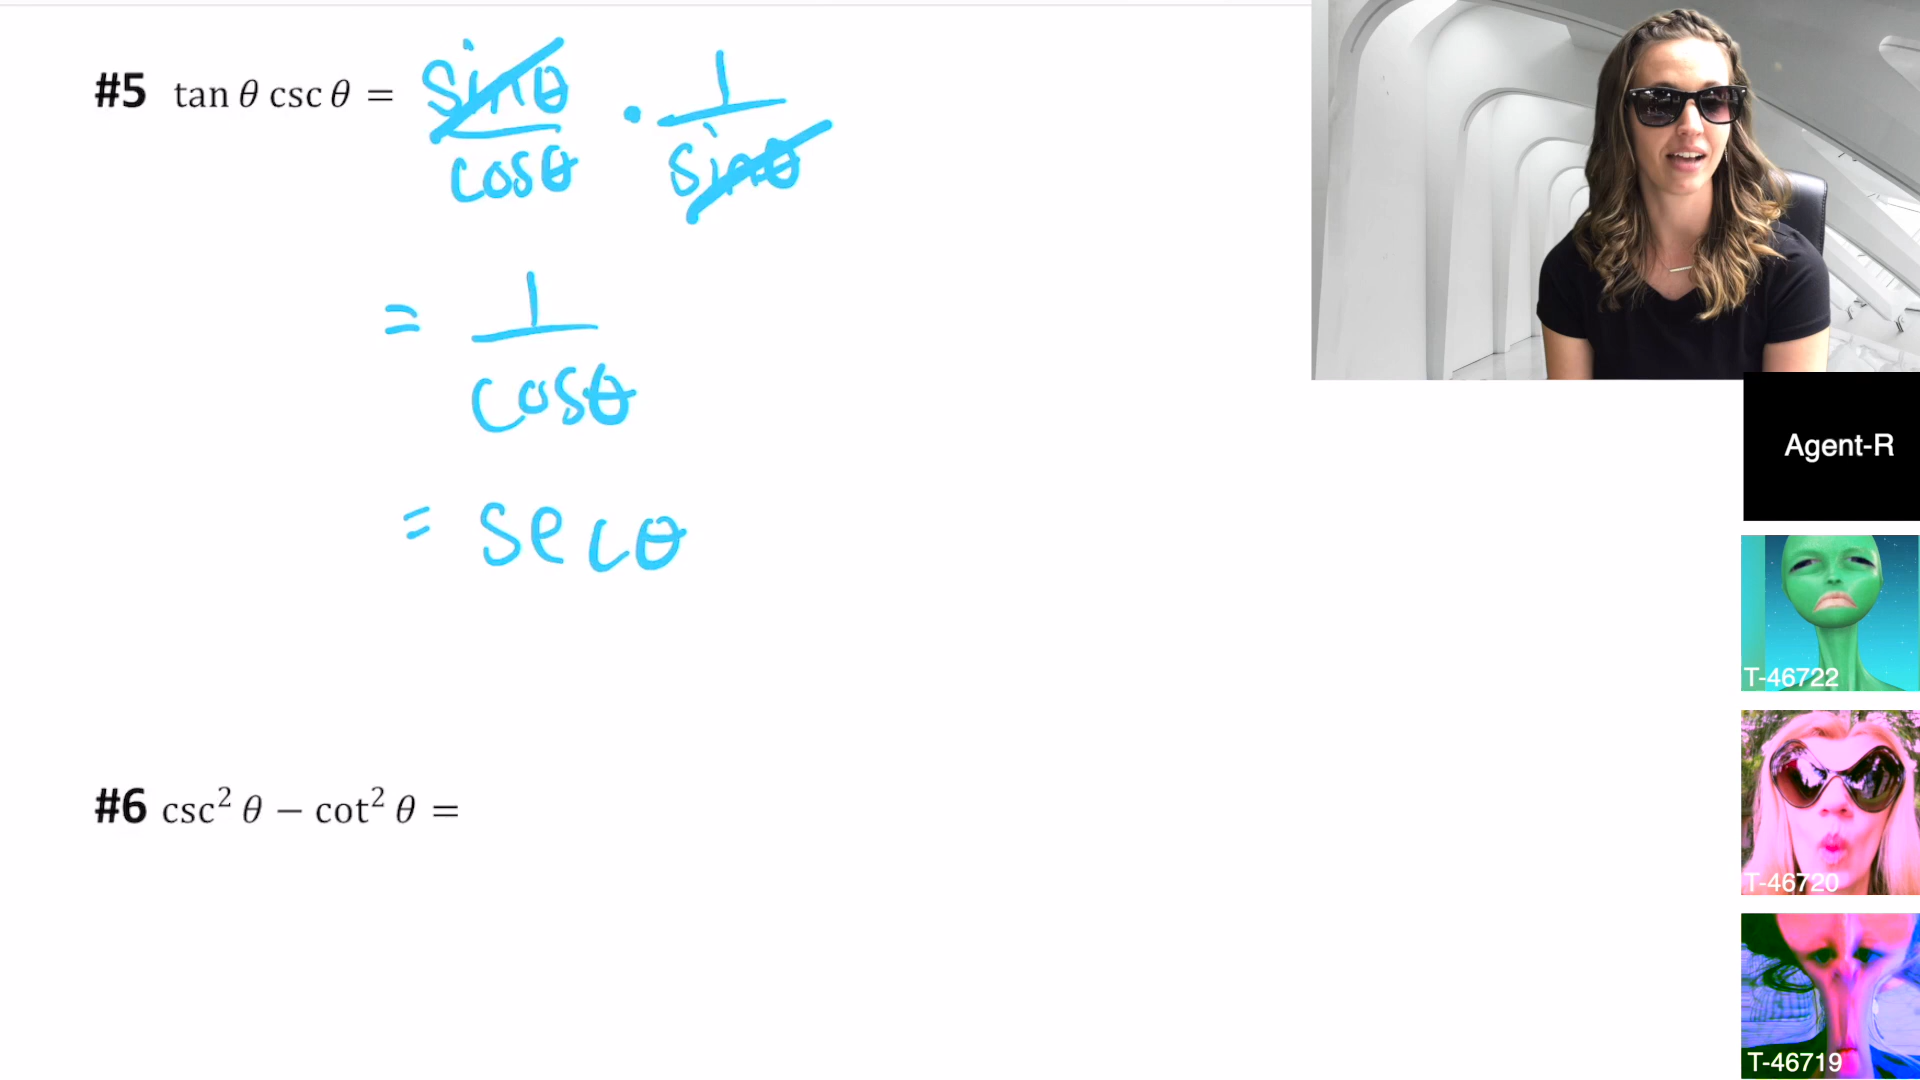 #5 tan θ csc θ = sinθ/cosθ · 1/sinθ
= 1/cosθ
= secθ
#6 csc² θ − cot² θ =
Agent-R
T-46722
T-46720
T-46719